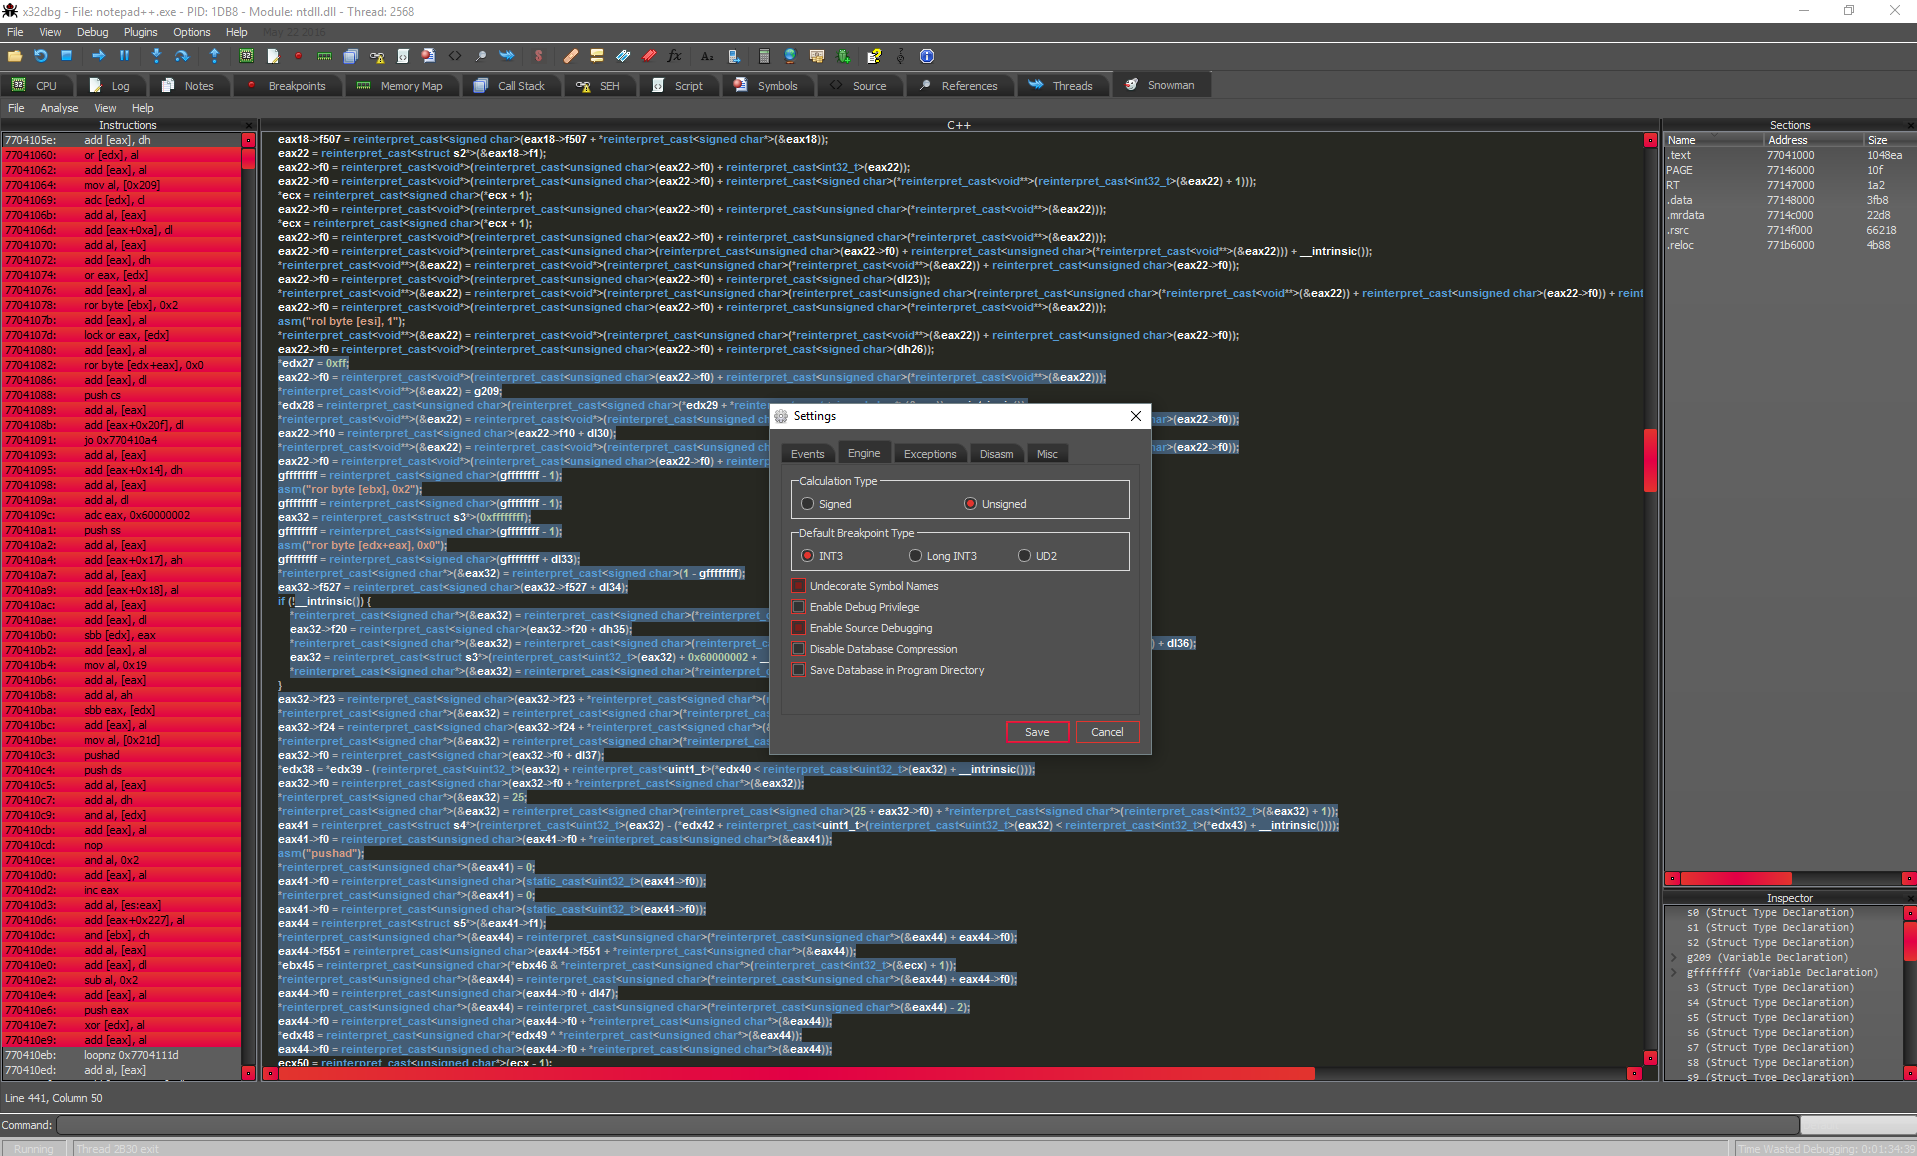 x32dbg - File: notepad++.exe - PID: 1DB8 - Module: ntdll.dll - Thread: 2568
File View Debug Plugins Options Help May 22 2016
CPU Log Notes Breakpoints Memory Map Call Stack SEH Script Symbols Source References Threads Snowman
File Analyse View Help
Instructions
7704105e: add [eax], dh
77041060: or [edx], al
77041062: add [eax], al
77041064: mov al, [0x209]
77041069: adc [edx], cl
7704106b: add al, [eax]
7704106d: add [eax+0xa], dl
77041070: add al, [eax]
77041072: add [eax], dh
77041074: or eax, [edx]
77041076: add [eax], al
77041078: ror byte [ebx], 0x2
7704107b: add [eax], al
7704107d: lock or eax, [edx]
77041080: add [eax], al
77041082: ror byte [edx+eax], 0x0
77041086: add [eax], dl
77041088: push cs
77041089: add al, [eax]
7704108b: add [eax+0x20f], dl
77041091: jo 0x770410a4
77041093: add al, [eax]
77041095: add [eax+0x14], dh
77041098: add al, [eax]
7704109a: add al, dl
7704109c: adc eax, 0x60000002
770410a1: push ss
770410a2: add al, [eax]
770410a4: add [eax+0x17], ah
770410a7: add al, [eax]
770410a9: add [eax+0x18], al
770410ac: add al, [eax]
770410ae: add [eax], dl
770410b0: sbb [edx], eax
770410b2: add [eax], al
770410b4: mov al, 0x19
770410b6: add al, [eax]
770410b8: add al, ah
770410ba: sbb eax, [edx]
770410bc: add [eax], al
770410be: mov al, [0x21d]
770410c3: pushad
770410c4: push ds
770410c5: add al, [eax]
770410c7: add al, dh
770410c9: and al, [edx]
770410cb: add [eax], al
770410cd: nop
770410ce: and al, 0x2
770410d0: add [eax], al
770410d2: inc eax
770410d3: add al, [es:eax]
770410d6: add [eax+0x227], al
770410dc: and [ebx], ch
770410de: add al, [eax]
770410e0: add [eax], dl
770410e2: sub al, 0x2
770410e4: add [eax], al
770410e6: push eax
770410e7: xor [edx], al
770410e9: add [eax], al
770410eb: loopnz 0x7704111d
770410ed: add al, [eax]
C++
eax18->f507 = reinterpret_cast<signed char>(eax18->f507 + *reinterpret_cast<signed char*>(&eax18));
eax22 = reinterpret_cast<struct s2*>(&eax18->f1);
eax22->f0 = reinterpret_cast<void*>(reinterpret_cast<unsigned char>(eax22->f0) + reinterpret_cast<int32_t>(eax22));
eax22->f0 = reinterpret_cast<void*>(reinterpret_cast<unsigned char>(eax22->f0) + reinterpret_cast<signed char>(*reinterpret_cast<void**>(reinterpret_cast<int32_t>(&eax22) + 1)));
*ecx = reinterpret_cast<signed char>(*ecx + 1);
eax22->f0 = reinterpret_cast<void*>(reinterpret_cast<unsigned char>(eax22->f0) + reinterpret_cast<unsigned char>(*reinterpret_cast<void**>(&eax22)));
*ecx = reinterpret_cast<signed char>(*ecx + 1);
eax22->f0 = reinterpret_cast<void*>(reinterpret_cast<unsigned char>(eax22->f0) + reinterpret_cast<unsigned char>(*reinterpret_cast<void**>(&eax22)));
eax22->f0 = reinterpret_cast<void*>(reinterpret_cast<unsigned char>(reinterpret_cast<unsigned char>(eax22->f0) + reinterpret_cast<unsigned char>(*reinterpret_cast<void**>(&eax22))) + __intrinsic());
*reinterpret_cast<void**>(&eax22) = reinterpret_cast<void*>(reinterpret_cast<unsigned char>(*reinterpret_cast<void**>(&eax22)) + reinterpret_cast<unsigned char>(eax22->f0));
eax22->f0 = reinterpret_cast<void*>(reinterpret_cast<unsigned char>(eax22->f0) + reinterpret_cast<signed char>(dl23));
*reinterpret_cast<void**>(&eax22) = reinterpret_cast<void*>(reinterpret_cast<unsigned char>(reinterpret_cast<unsigned char>(reinterpret_cast<unsigned char>(*reinterpret_cast<void**>(&eax22)) + reinterpret_cast<unsigned char>(eax22->f0)) + reint
eax22->f0 = reinterpret_cast<void*>(reinterpret_cast<unsigned char>(eax22->f0) + reinterpret_cast<unsigned char>(*reinterpret_cast<void**>(&eax22)));
asm("rol byte [esi], 1");
*reinterpret_cast<void**>(&eax22) = reinterpret_cast<void*>(reinterpret_cast<unsigned char>(*reinterpret_cast<void**>(&eax22)) + reinterpret_cast<unsigned char>(eax22->f0));
eax22->f0 = reinterpret_cast<void*>(reinterpret_cast<unsigned char>(eax22->f0) + reinterpret_cast<signed char>(dh26));
*edx27 = 0xff;
eax22->f0 = reinterpret_cast<void*>(reinterpret_cast<unsigned char>(eax22->f0) + reinterpret_cast<unsigned char>(*reinterpret_cast<void**>(&eax22)));
*reinterpret_cast<void**>(&eax22) = g209;
*edx28 = reinterpret_cast<unsigned char>(reinterpret_cast<signed char>(*edx29 + *reinte
*reinterpret_cast<void**>(&eax22) = reinterpret_cast<void*>(reinterpret_cast<unsigned char>(eax22->f0));
eax22->f10 = reinterpret_cast<signed char>(eax22->f10 + dl30);
*reinterpret_cast<void**>(&eax22) = reinterpret_cast<void*>(reinterpret_cast<unsigned char>(eax22->f0));
eax22->f0 = reinterpret_cast<void*>(reinterpret_cast<unsigned char>(eax22->f0) + reinterp
gffffffff = reinterpret_cast<signed char>(gffffffff - 1);
asm("ror byte [ebx], 0x2");
gffffffff = reinterpret_cast<signed char>(gffffffff - 1);
eax32 = reinterpret_cast<struct s3*>(0xffffffff);
gffffffff = reinterpret_cast<signed char>(gffffffff - 1);
asm("ror byte [edx+eax], 0x0");
gffffffff = reinterpret_cast<signed char>(gffffffff + dl33);
*reinterpret_cast<signed char*>(&eax32) = reinterpret_cast<signed char>(1 - gffffffff);
eax32->f527 = reinterpret_cast<signed char>(eax32->f527 + dl34);
if (!__intrinsic()) {
*reinterpret_cast<signed char*>(&eax32) = reinterpret_cast<signed char>(*reinterpret_c
eax32->f20 = reinterpret_cast<signed char>(eax32->f20 + dh35);
*reinterpret_cast<signed char*>(&eax32) = reinterpret_cast<signed char>(reinterpret_c ) + dl36);
eax32 = reinterpret_cast<struct s3*>(reinterpret_cast<uint32_t>(eax32) + 0x60000002 + __
*reinterpret_cast<signed char*>(&eax32) = reinterpret_cast<signed char>(*reinterpret_c
}
eax32->f23 = reinterpret_cast<signed char>(eax32->f23 + *reinterpret_cast<signed char*>(
*reinterpret_cast<signed char*>(&eax32) = reinterpret_cast<signed char>(*reinterpret_cas
eax32->f24 = reinterpret_cast<signed char>(eax32->f24 + *reinterpret_cast<signed char*>(&
*reinterpret_cast<signed char*>(&eax32) = reinterpret_cast<signed char>(*reinterpret_cas
eax32->f0 = reinterpret_cast<signed char>(eax32->f0 + dl37);
*edx38 = *edx39 - (reinterpret_cast<uint32_t>(eax32) + reinterpret_cast<uint1_t>(*edx40 < reinterpret_cast<uint32_t>(eax32) + __intrinsic()));
eax32->f0 = reinterpret_cast<signed char>(eax32->f0 + *reinterpret_cast<signed char*>(&eax32));
*reinterpret_cast<signed char*>(&eax32) = 25;
*reinterpret_cast<signed char*>(&eax32) = reinterpret_cast<signed char>(reinterpret_cast<signed char>(25 + eax32->f0) + *reinterpret_cast<signed char*>(reinterpret_cast<int32_t>(&eax32) + 1));
eax41 = reinterpret_cast<struct s4*>(reinterpret_cast<uint32_t>(eax32) - (*edx42 + reinterpret_cast<uint1_t>(reinterpret_cast<uint32_t>(eax32) < reinterpret_cast<int32_t>(*edx43) + __intrinsic())));
eax41->f0 = reinterpret_cast<unsigned char>(eax41->f0 + *reinterpret_cast<unsigned char*>(&eax41));
asm("pushad");
*reinterpret_cast<unsigned char*>(&eax41) = 0;
eax41->f0 = reinterpret_cast<unsigned char>(static_cast<uint32_t>(eax41->f0));
*reinterpret_cast<unsigned char*>(&eax41) = 0;
eax41->f0 = reinterpret_cast<unsigned char>(static_cast<uint32_t>(eax41->f0));
eax44 = reinterpret_cast<struct s5*>(&eax41->f1);
*reinterpret_cast<unsigned char*>(&eax44) = reinterpret_cast<unsigned char>(*reinterpret_cast<unsigned char*>(&eax44) + eax44->f0);
eax44->f551 = reinterpret_cast<unsigned char>(eax44->f551 + *reinterpret_cast<unsigned char*>(&eax44));
*ebx45 = reinterpret_cast<unsigned char>(*ebx46 & *reinterpret_cast<unsigned char*>(reinterpret_cast<int32_t>(&ecx) + 1));
*reinterpret_cast<unsigned char*>(&eax44) = reinterpret_cast<unsigned char>(*reinterpret_cast<unsigned char*>(&eax44) + eax44->f0);
eax44->f0 = reinterpret_cast<unsigned char>(eax44->f0 + dl47);
*reinterpret_cast<unsigned char*>(&eax44) = reinterpret_cast<unsigned char>(*reinterpret_cast<unsigned char*>(&eax44) - 2);
eax44->f0 = reinterpret_cast<unsigned char>(eax44->f0 + *reinterpret_cast<unsigned char*>(&eax44));
*edx48 = reinterpret_cast<unsigned char>(*edx49 ^ *reinterpret_cast<unsigned char*>(&eax44));
eax44->f0 = reinterpret_cast<unsigned char>(eax44->f0 + *reinterpret_cast<unsigned char*>(&eax44));
ecx50 = reinterpret_cast<unsigned char*>(ecx - 1);
Settings
Events Engine Exceptions Disasm Misc
Calculation Type
Signed Unsigned
Default Breakpoint Type
INT3 Long INT3 UD2
Undecorate Symbol Names
Enable Debug Privilege
Enable Source Debugging
Disable Database Compression
Save Database in Program Directory
Save Cancel
Sections
Name Address Size
.text 77041000 1048ea
PAGE 77146000 10f
RT 77147000 1a2
.data 77148000 3fb8
.mrdata 7714c000 22d8
.rsrc 7714f000 66218
.reloc 771b6000 4b88
Inspector
s0 (Struct Type Declaration)
s1 (Struct Type Declaration)
s2 (Struct Type Declaration)
g209 (Variable Declaration)
gffffffff (Variable Declaration)
s3 (Struct Type Declaration)
s4 (Struct Type Declaration)
s5 (Struct Type Declaration)
s6 (Struct Type Declaration)
s7 (Struct Type Declaration)
s8 (Struct Type Declaration)
s9 (Struct Type Declaration)
Line 441, Column 50
Command:
Running Thread 2B30 exit Time Wasted Debugging: 0:01:34:39